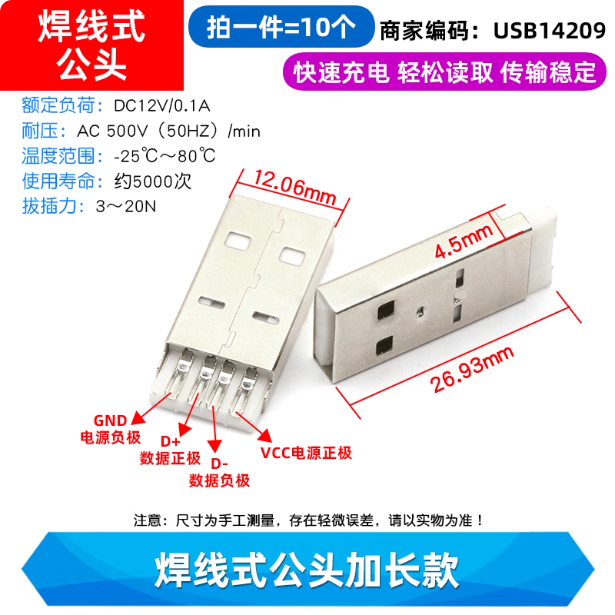 焊线式
公头
拍一件=10个
商家编码：USB14209
快速充电 轻松读取 传输稳定
额定负荷：DC12V/0.1A
耐压：AC 500V（50HZ）/min
温度范围：-25℃～80℃
使用寿命：约5000次
拔插力：3～20N
12.06mm
4.5mm
26.93mm
GND
电源负极
D+
数据正极
D-
数据负极
VCC电源正极
注意：尺寸为手工测量，存在轻微误差，请以实物为准！
焊线式公头加长款